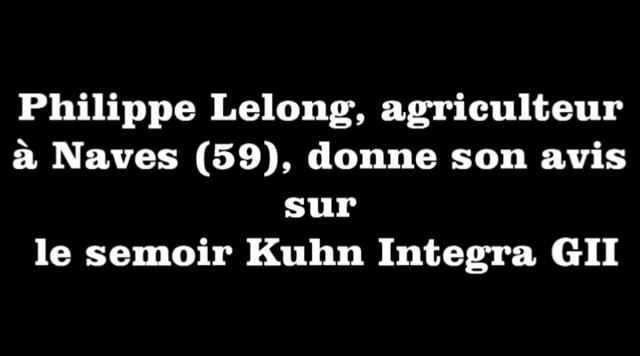 Philippe Lelong, agriculteur
à Naves (59), donne son avis
sur
le semoir Kuhn Integra GII